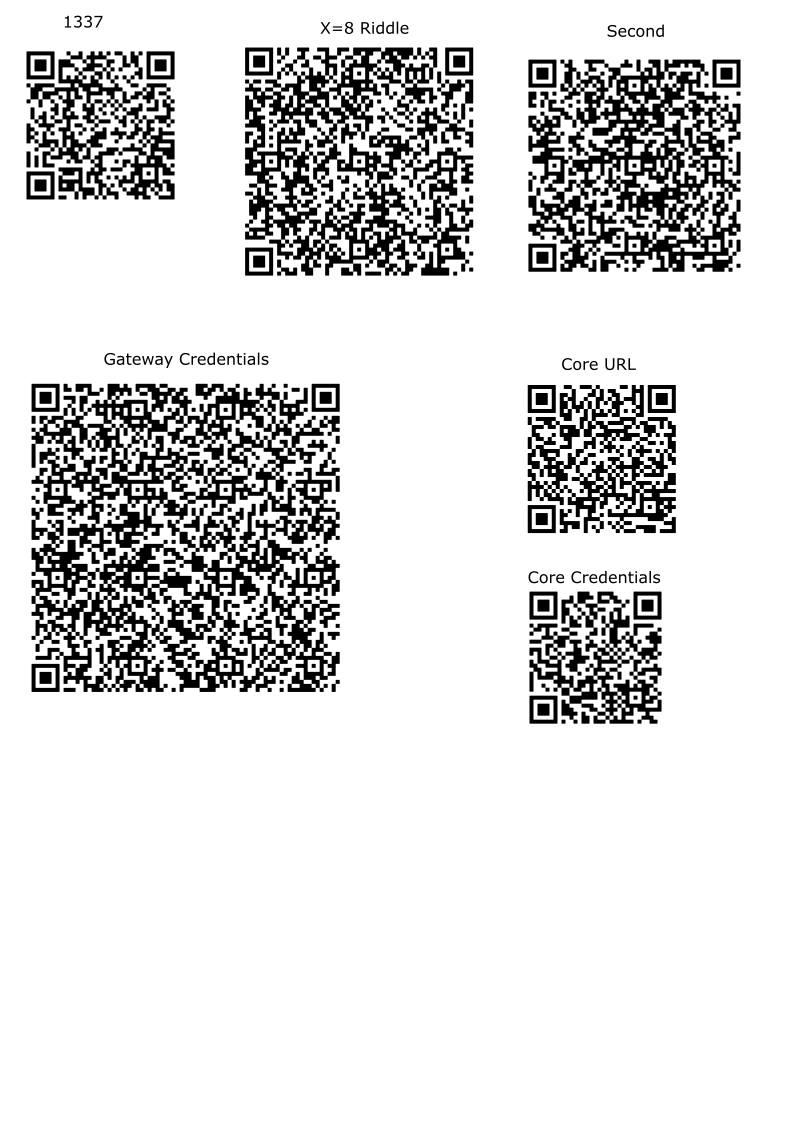 1337
X=8 Riddle
Second
Gateway Credentials
Core URL
Core Credentials